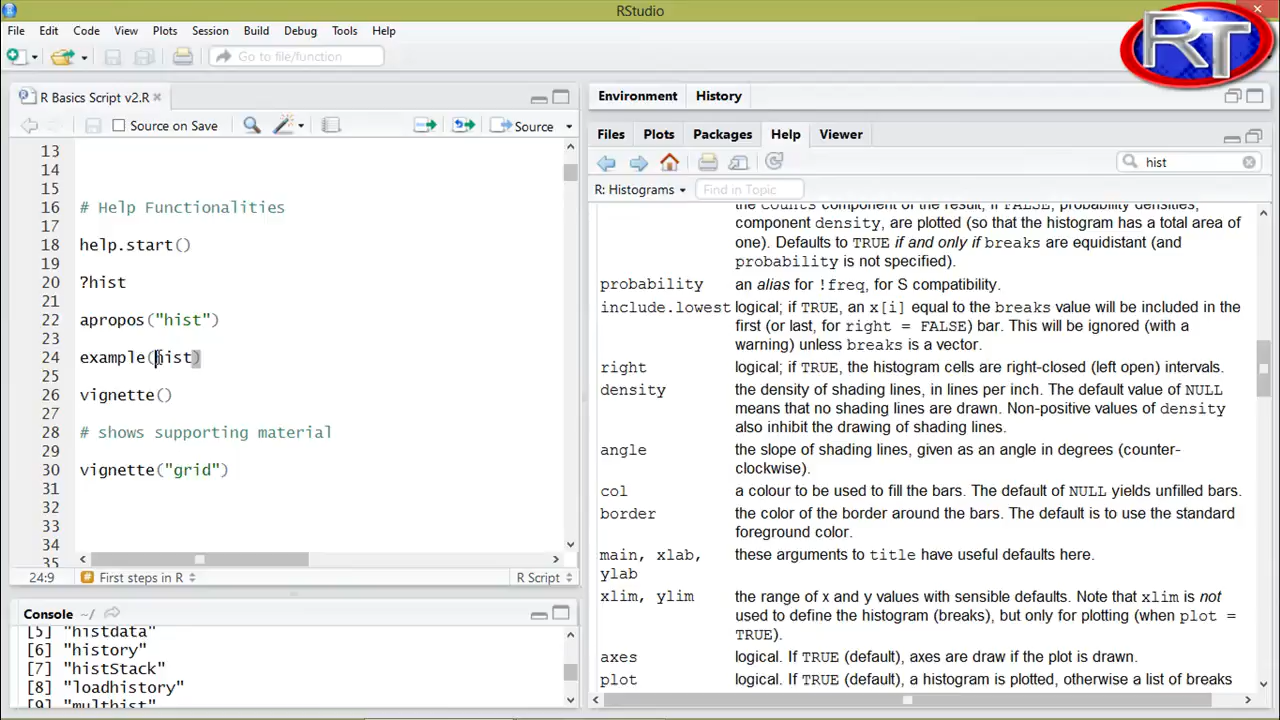 RStudio
RT
File Edit Code View Plots Session Build Debug Tools Help
Go to file/function
R Basics Script v2.R
Source on Save
Source
13
14
15
16 # Help Functionalities
17
18 help.start()
19
20 ?hist
21
22 apropos("hist")
23
24 example(hist)
25
26 vignette()
27
28 # shows supporting material
29
30 vignette("grid")
31
32
33
34
35
24:9 First steps in R R Script
Console ~/
[5] "histdata"
[6] "history"
[7] "histStack"
[8] "loadhistory"
[9] "multhist"
Environment History
Files Plots Packages Help Viewer
hist
R: Histograms Find in Topic
the counts component of the result; if FALSE, probability densities,
component density, are plotted (so that the histogram has a total area of
one). Defaults to TRUE if and only if breaks are equidistant (and
probability is not specified).
probability an alias for !freq, for S compatibility.
include.lowest logical; if TRUE, an x[i] equal to the breaks value will be included in the
first (or last, for right = FALSE) bar. This will be ignored (with a
warning) unless breaks is a vector.
right logical; if TRUE, the histogram cells are right-closed (left open) intervals.
density the density of shading lines, in lines per inch. The default value of NULL
means that no shading lines are drawn. Non-positive values of density
also inhibit the drawing of shading lines.
angle the slope of shading lines, given as an angle in degrees (counter-
clockwise).
col a colour to be used to fill the bars. The default of NULL yields unfilled bars.
border the color of the border around the bars. The default is to use the standard
foreground color.
main, xlab, these arguments to title have useful defaults here.
ylab
xlim, ylim the range of x and y values with sensible defaults. Note that xlim is not
used to define the histogram (breaks), but only for plotting (when plot =
TRUE).
axes logical. If TRUE (default), axes are draw if the plot is drawn.
plot logical. If TRUE (default), a histogram is plotted, otherwise a list of breaks